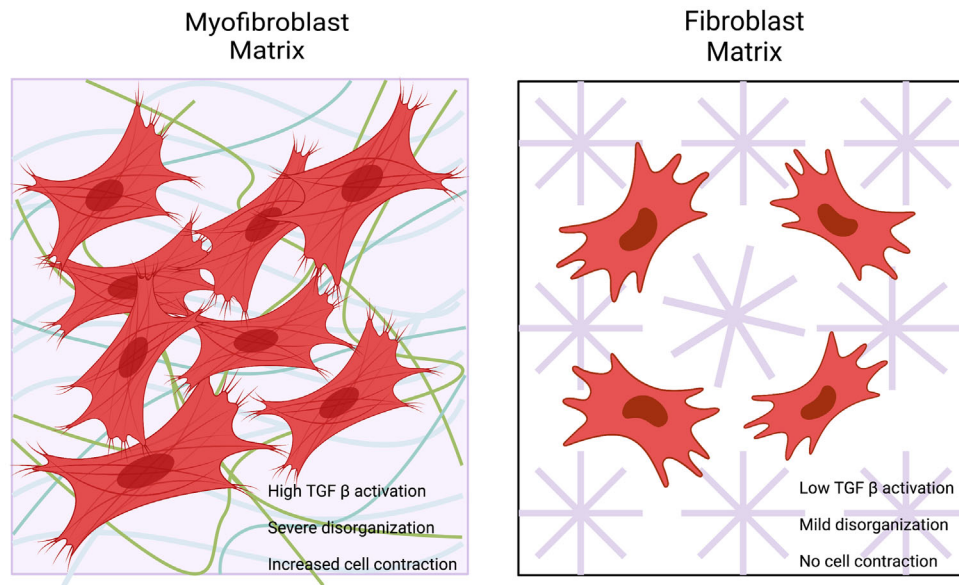 Myofibroblast
Matrix
High TGF β activation
Severe disorganization
Increased cell contraction
Fibroblast
Matrix
Low TGF β activation
Mild disorganization
No cell contraction